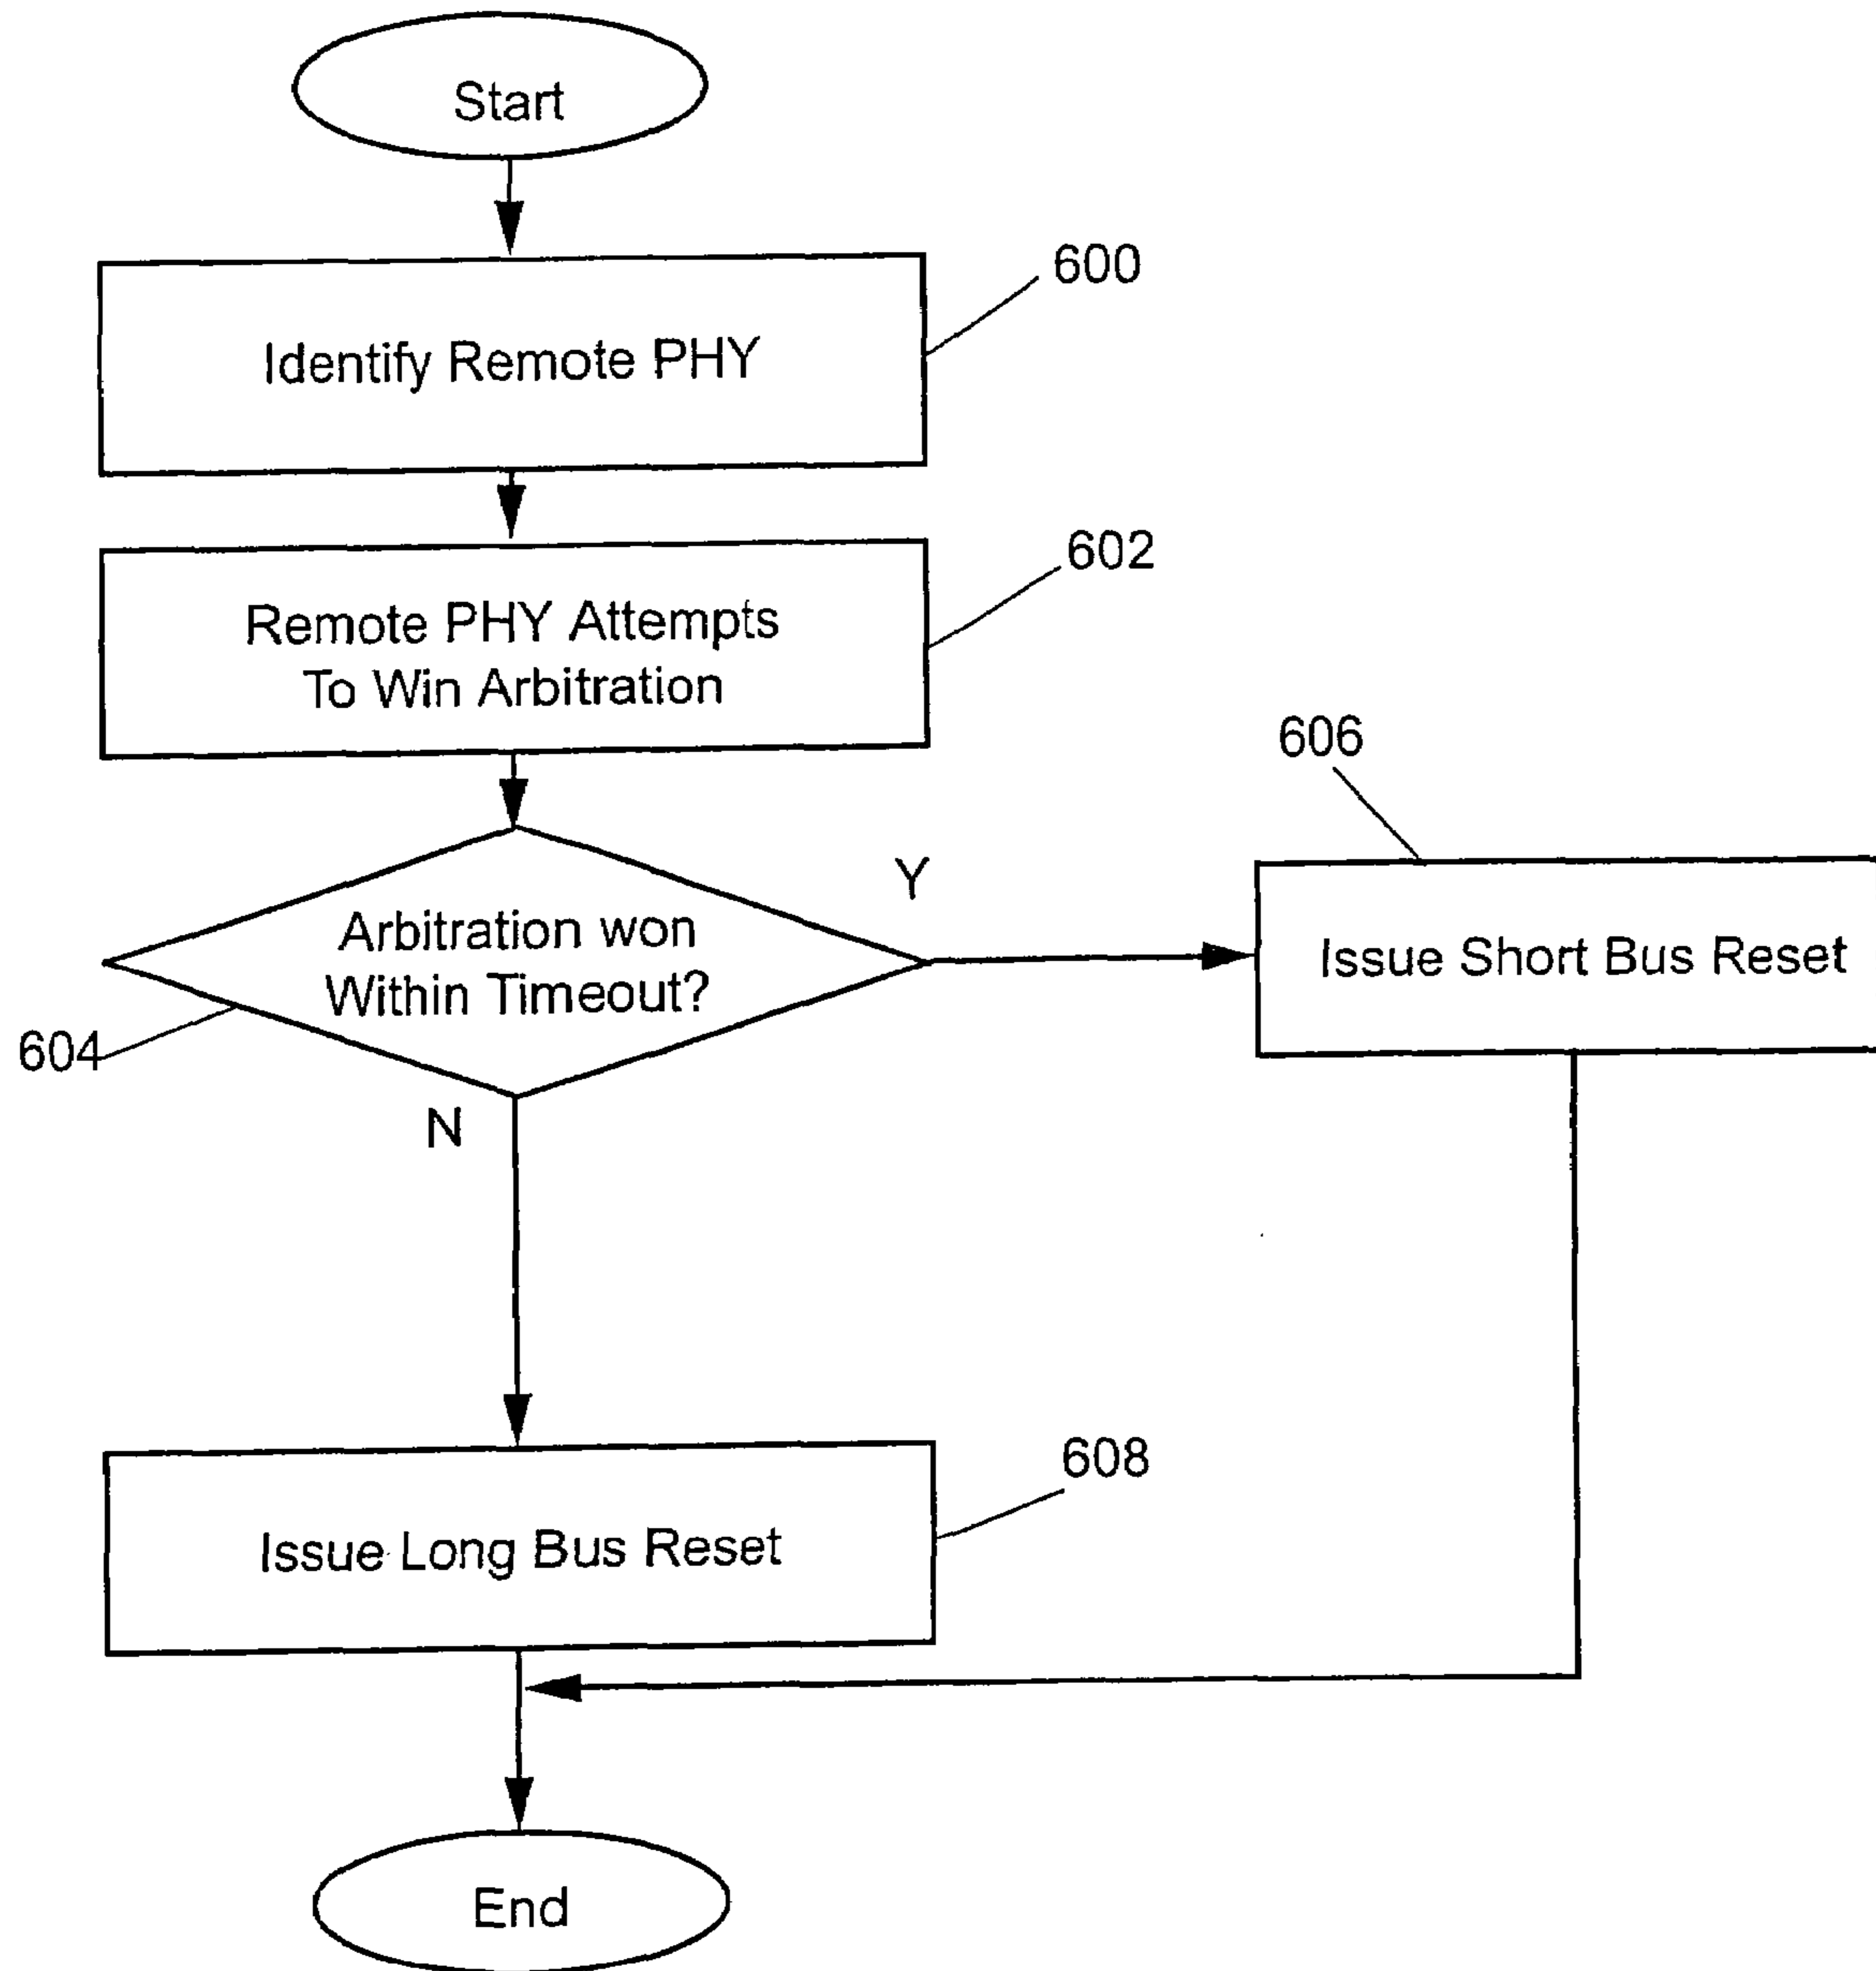 Start
600
Identify Remote PHY
602
Remote PHY Attempts
To Win Arbitration
606
Y
Arbitration won
Within Timeout?
Issue Short Bus Reset
604
N
608
Issue Long Bus Reset
End